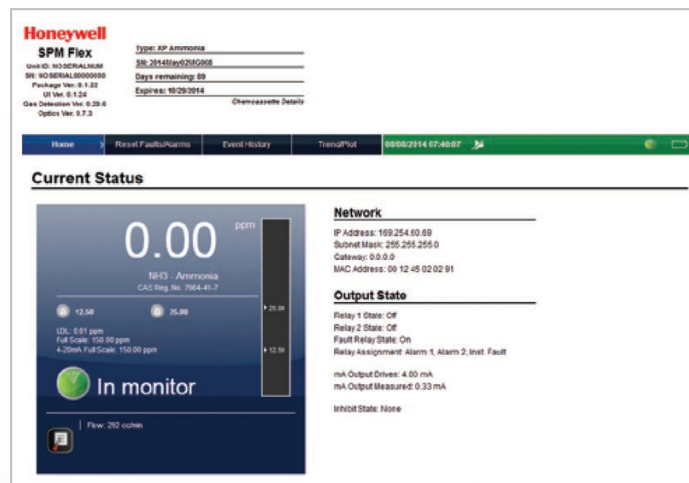 Honeywell
SPM Flex
Unit ID: NOSERIALNUM
SN: NOSERIAL00000000
Package Ver: 0.1.22
UI Ver. 0.1.24
Gas Detection Ver. 0.29.6
Optics Ver. 0.7.3
Type: XP Ammonia
SN: 2014May02MG068
Days remaining: 89
Expires: 10/29/2014
Chemcassette Details
Home
Reset Faults/Alarms
Event History
Trend/Plot
08/08/2014 07:40:07
Current Status
0.00 ppm
NH3 - Ammonia
CAS Reg. No. 7664-41-7
12.50
25.00
LDL: 0.01 ppm
Full Scale: 150.00 ppm
4-20mA Full Scale: 150.00 ppm
25.00
12.50
In monitor
Flow: 262 cc/min
Network
IP Address: 169.254.60.69
Subnet Mask: 255.255.255.0
Gateway: 0.0.0.0
MAC Address: 00 12 45 02 02 91
Output State
Relay 1 State: Off
Relay 2 State: Off
Fault Relay State: On
Relay Assignment: Alarm 1, Alarm 2, Inst. Fault
mA Output Drives: 4.00 mA
mA Output Measured: 0.33 mA
Inhibit State: None